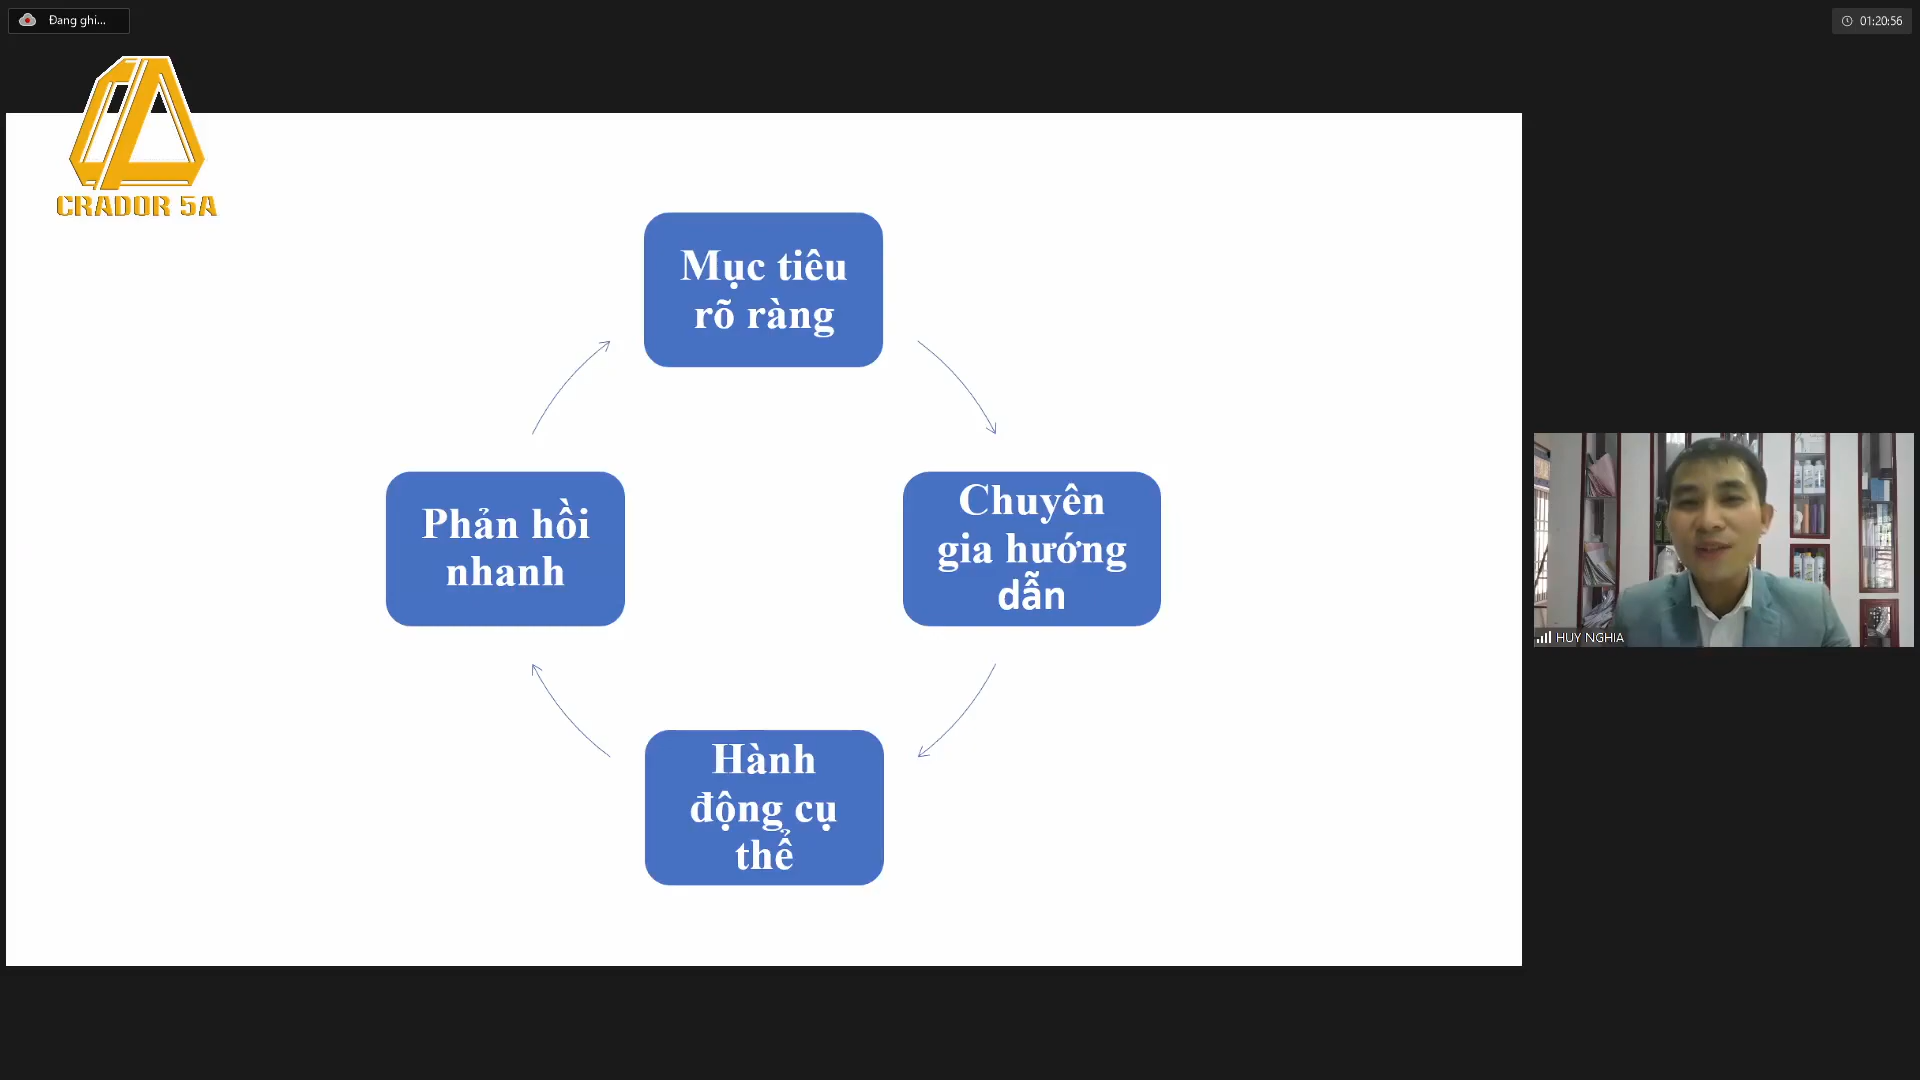 Đang ghi...
01:20:56
CRADOR 5A
Mục tiêu
rõ ràng
Phản hồi
nhanh
Chuyên
gia hướng
dẫn
Hành
động cụ
thể
HUY NGHIA